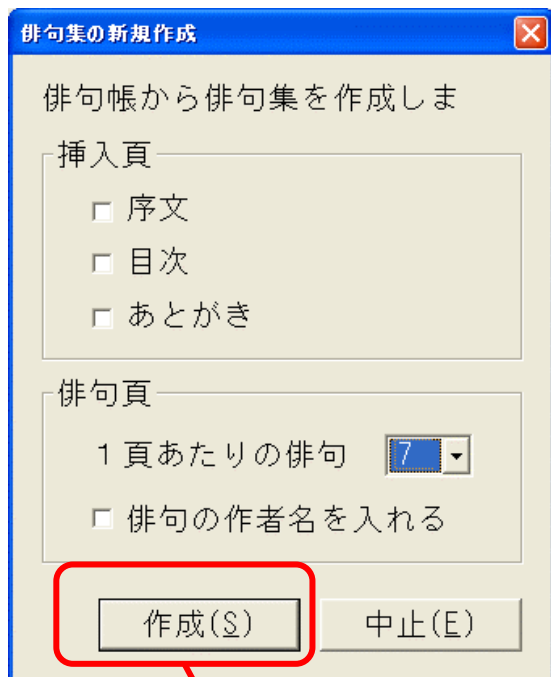 俳句集の新規作成
俳句帳から俳句集を作成しま
挿入頁
序文
目次
あとがき
俳句頁
1頁あたりの俳句 7
俳句の作者名を入れる
作成(S) 中止(E)